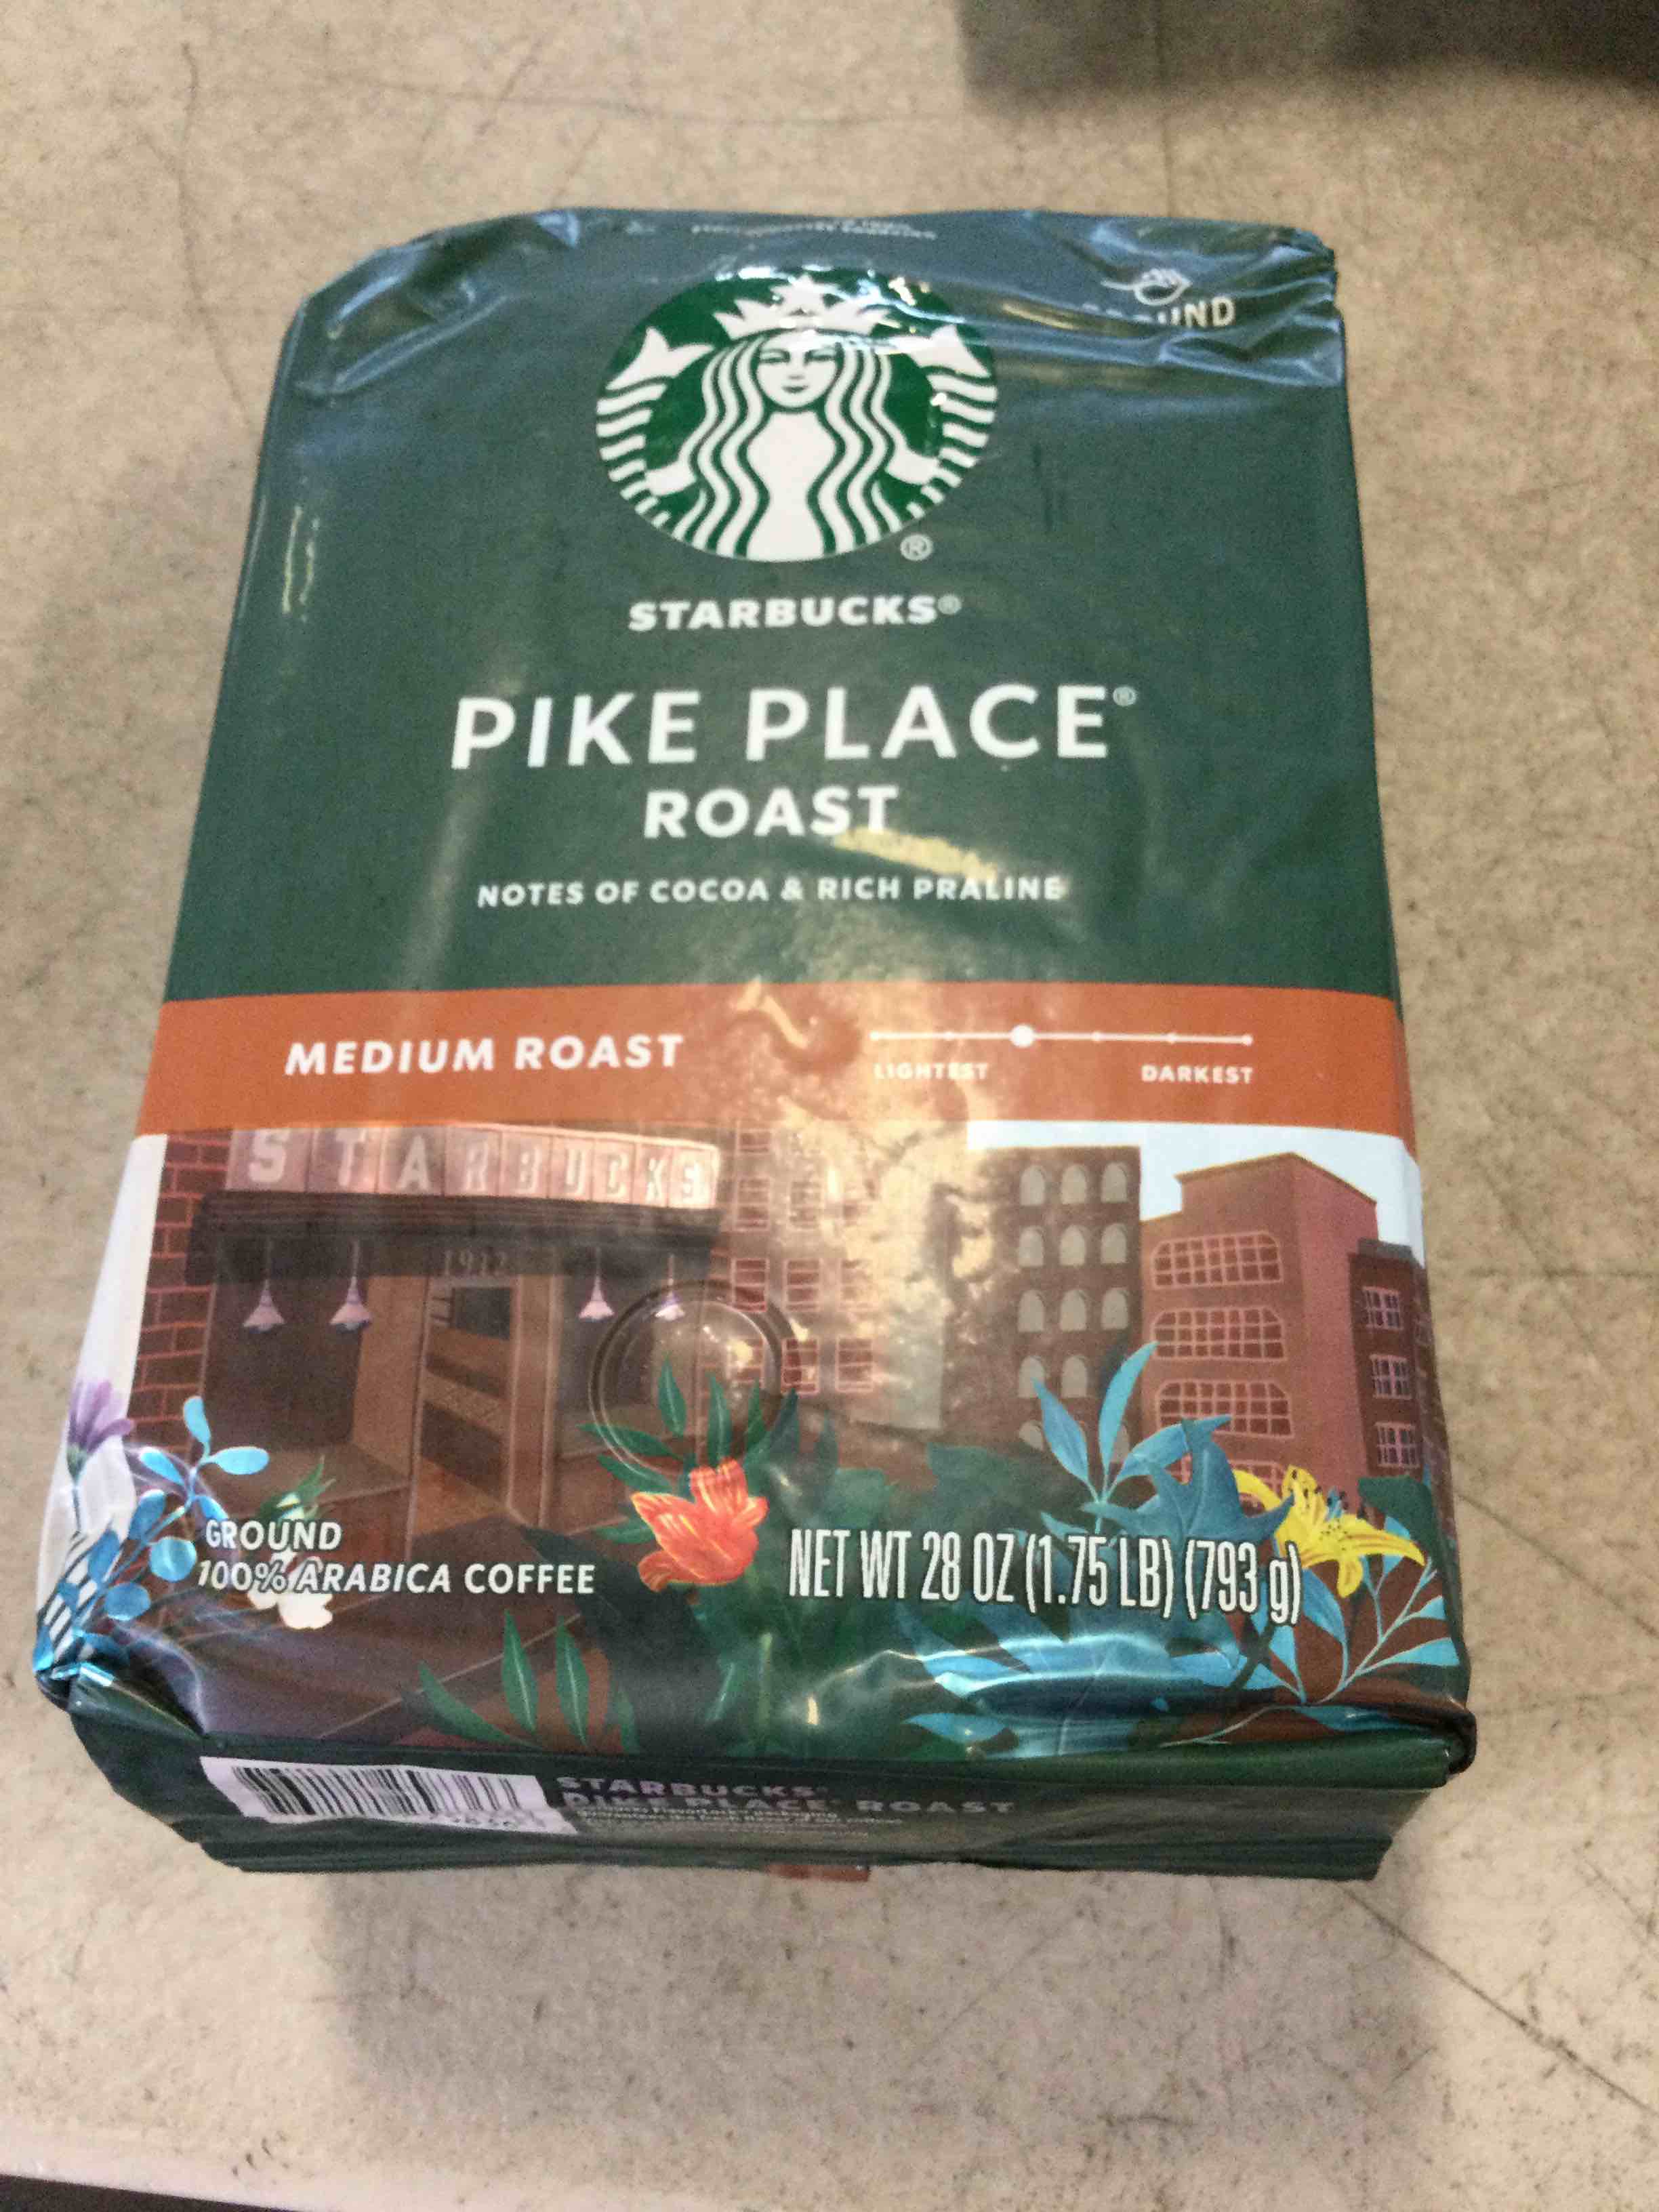 STARBUCKS®
PIKE PLACE®
ROAST
NOTES OF COCOA & RICH PRALINE
MEDIUM ROAST
LIGHTEST
DARKEST
STARBUCKS
GROUND
100% ARABICA COFFEE
NET WT 28 OZ (1.75 LB) (793 g)
STARBUCKS®
PIKE PLACE® ROAST